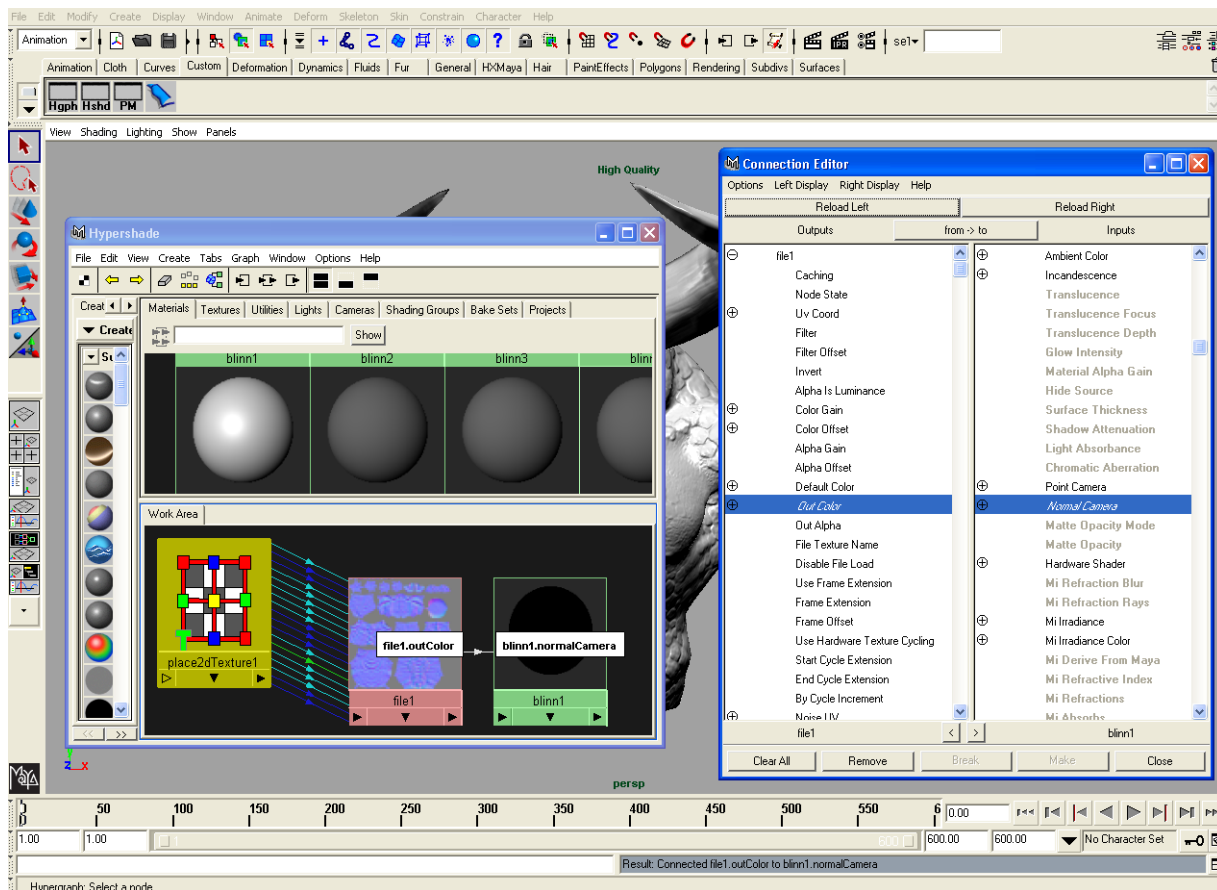 File Edit Modify Create Display Window Animate Deform Skeleton Skin Constrain Character Help
Animation sel
Animation Cloth Curves Custom Deformation Dynamics Fluids Fur General HXMaya Hair PaintEffects Polygons Rendering Subdivs Surfaces
Hgph Hshd PM
View Shading Lighting Show Panels
High Quality
Hypershade
File Edit View Create Tabs Graph Window Options Help
Creat
Materials Textures Utilities Lights Cameras Shading Groups Bake Sets Projects
Create
Show
blinn1 blinn2 blinn3 blinn
Work Area
file1.outColor
blinn1.normalCamera
place2dTexture1
file1
blinn1
<< >>
Connection Editor
Options Left Display Right Display Help
Reload Left Reload Right
Outputs from -> to Inputs
file1
Caching
Node State
Uv Coord
Filter
Filter Offset
Invert
Alpha Is Luminance
Color Gain
Color Offset
Alpha Gain
Alpha Offset
Default Color
Out Color
Out Alpha
File Texture Name
Disable File Load
Use Frame Extension
Frame Extension
Frame Offset
Use Hardware Texture Cycling
Start Cycle Extension
End Cycle Extension
By Cycle Increment
Noise UV
Ambient Color
Incandescence
Translucence
Translucence Focus
Translucence Depth
Glow Intensity
Material Alpha Gain
Hide Source
Surface Thickness
Shadow Attenuation
Light Absorbance
Chromatic Aberration
Point Camera
Normal Camera
Matte Opacity Mode
Matte Opacity
Hardware Shader
Mi Refraction Blur
Mi Refraction Rays
Mi Irradiance
Mi Irradiance Color
Mi Derive From Maya
Mi Refractive Index
Mi Refractions
Mi Absorbs
file1 < > blinn1
Clear All Remove Break Make Close
z x
persp
MAYA
0 50 100 150 200 250 300 350 400 450 500 550 6 0.00
1.00 1.00 1 600 600.00 600.00 No Character Set
Result: Connected file1.outColor to blinn1.normalCamera
Hypergraph: Select a node